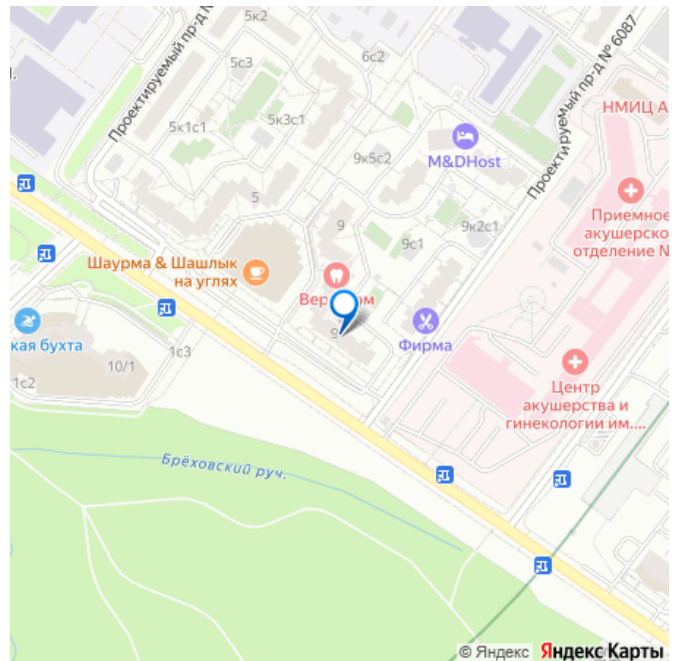 5к2
Проектируемый пр-д №
5с3
6с2
Проектируемый пр-д № 6087
НМИЦ А
5к1с1
5к3с1
9к5с2
M&DHost
Приемное
акушерско
отделение №
5
9
9к2с1
9с1
Шаурма & Шашлык
на углях
Вер
ом
9
Фирма
кая бухта
1с3
10/1
1с2
Центр
акушерства и
гинекологии им....
Брёховский руч.
© Яндекс Яндекс Карты